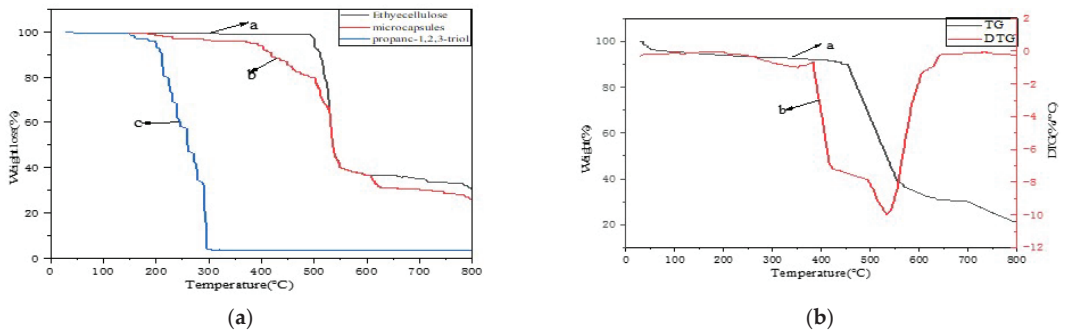 a
Ethyecellulose
microcapsules
propanc-1,2,3-triol
b
c
Weightloss(%)
100
80
60
40
20
0
0 100 200 300 400 500 600 700 800
Temperature(°C)
(a)
TG
DTG
a
b
Weight(%)
100
80
60
40
20
DTG(%/°C)
2
0
−2
−4
−6
−8
−10
−12
0 100 200 300 400 500 600 700 800
Temperature(°C)
(b)